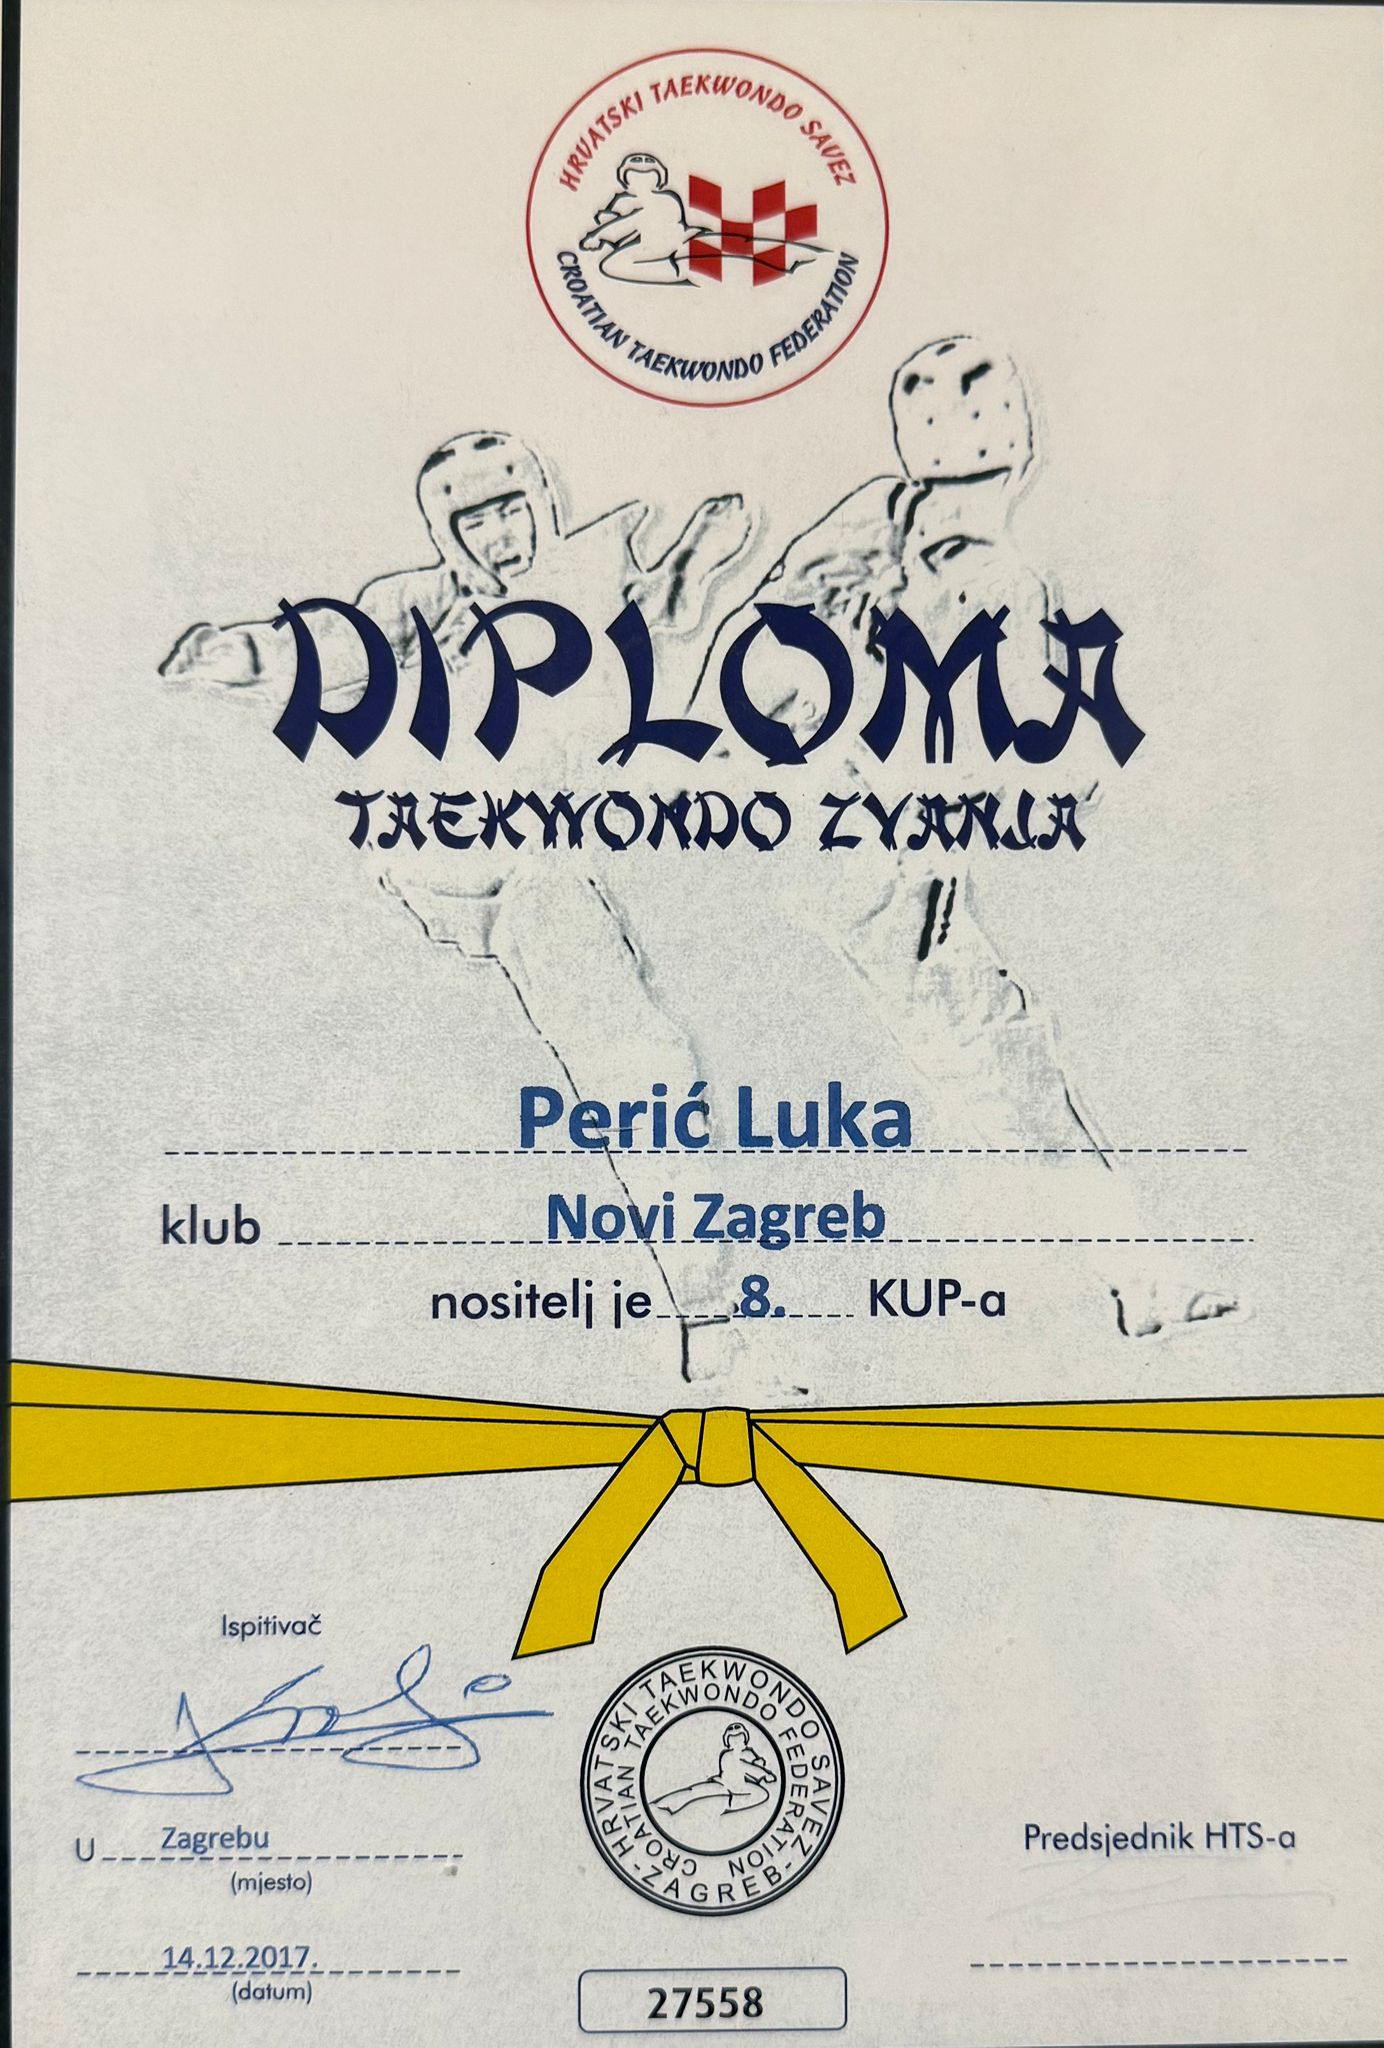 HRVATSKI TAEKWONDO SAVEZ
CROATIAN TAEKWONDO FEDERATION
DIPLOMA
TAEKWONDO ZVANJA
Perić Luka
klub Novi Zagreb
nositelj je 8. KUP-a
Ispitivač
HRVATSKI TAEKWONDO SAVEZ
CROATIAN TAEKWONDO FEDERATION
-ZAGREB-
U Zagrebu
(mjesto)
Predsjednik HTS-a
14.12.2017.
(datum)
27558